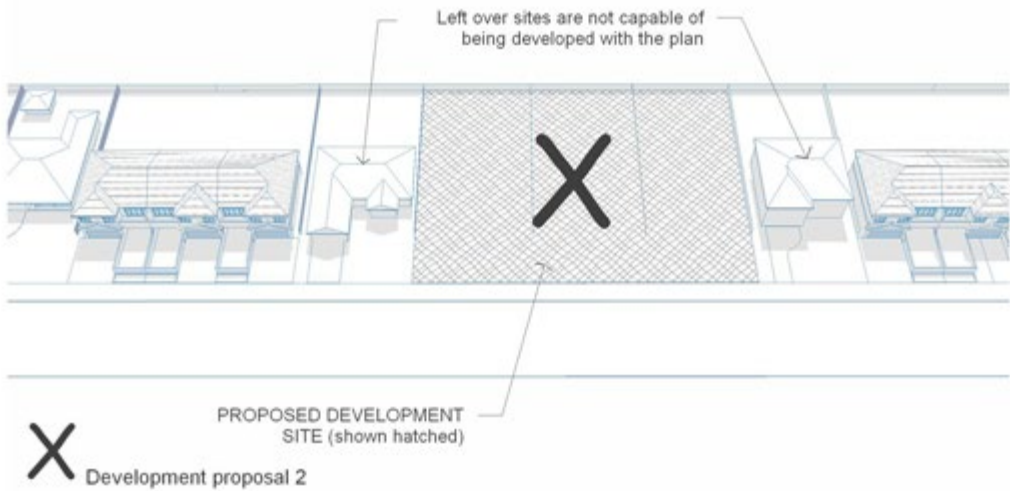 Left over sites are not capable of
being developed with the plan
PROPOSED DEVELOPMENT
SITE (shown hatched)
Development proposal 2